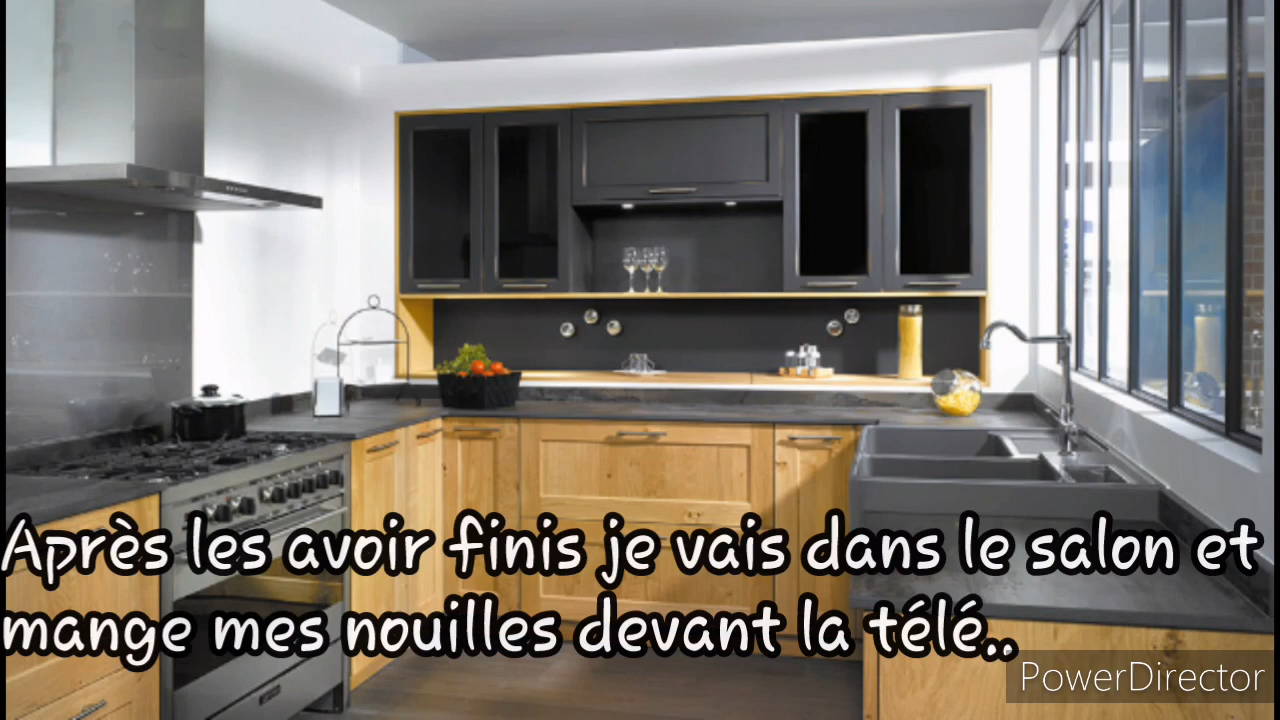 Après les avoir finis je vais dans le salon et
mange mes nouilles devant la télé..
PowerDirector